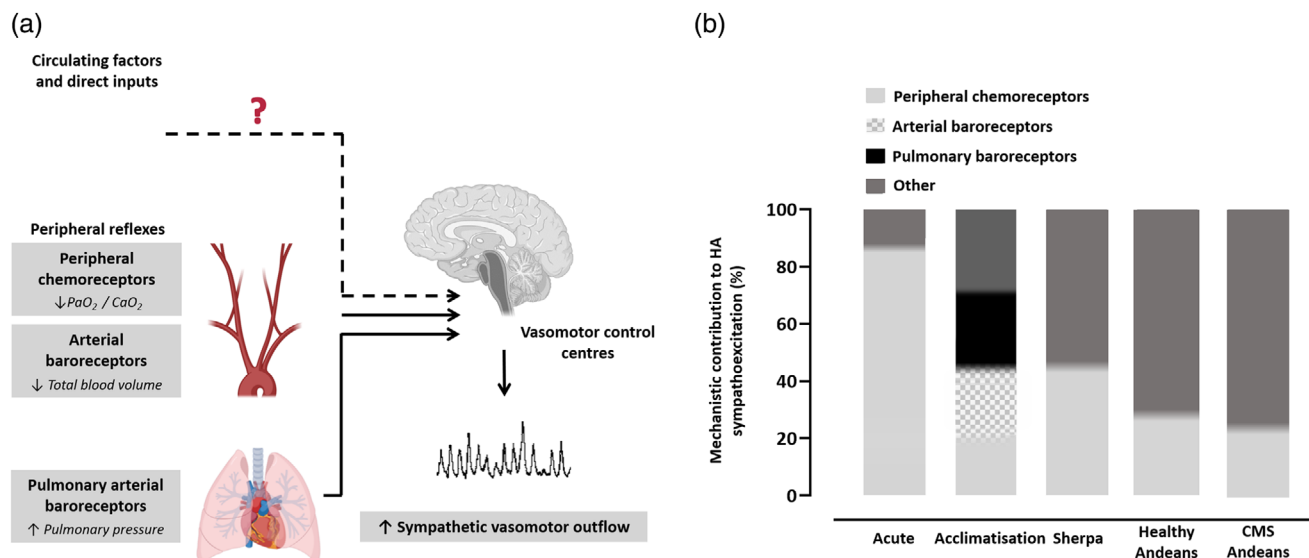 (a)
Circulating factors
and direct inputs
?
Peripheral reflexes
Peripheral
chemoreceptors
↓PaO₂ / CaO₂
Arterial
baroreceptors
↓ Total blood volume
Pulmonary arterial
baroreceptors
↑ Pulmonary pressure
Vasomotor control
centres
↑ Sympathetic vasomotor outflow
(b)
Peripheral chemoreceptors
Arterial baroreceptors
Pulmonary baroreceptors
Other
Mechanistic contribution to HA
sympathoexcitation (%)
100
80
60
40
20
0
Acute
Acclimatisation
Sherpa
Healthy
Andeans
CMS
Andeans